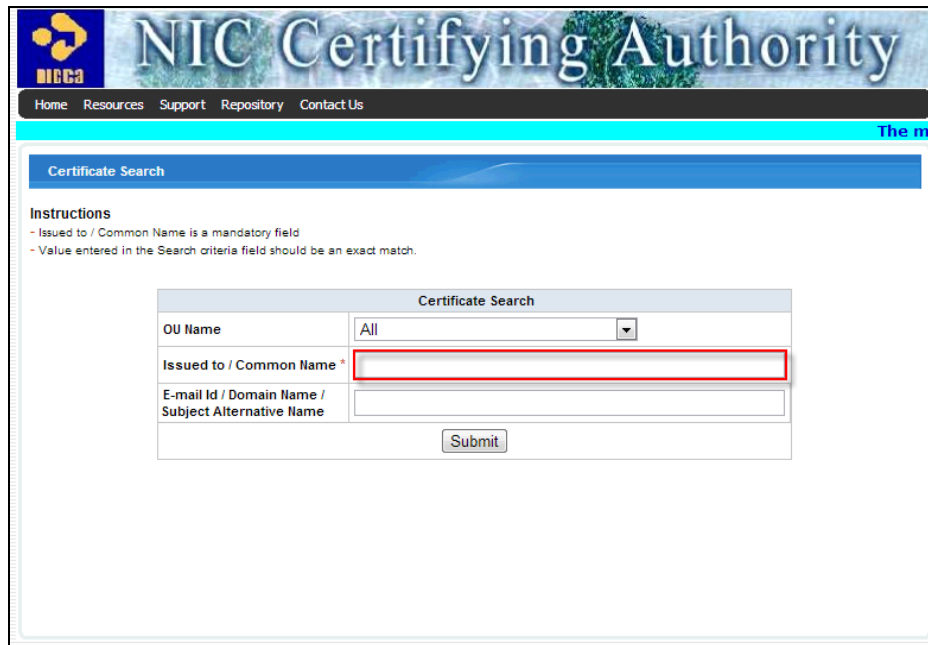 NICCa
NIC Certifying Authority
Home Resources Support Repository Contact Us
The m
Certificate Search
Instructions
- Issued to / Common Name is a mandatory field
- Value entered in the Search criteria field should be an exact match.
Certificate Search
OU Name All
Issued to / Common Name *
E-mail Id / Domain Name /
Subject Alternative Name
Submit